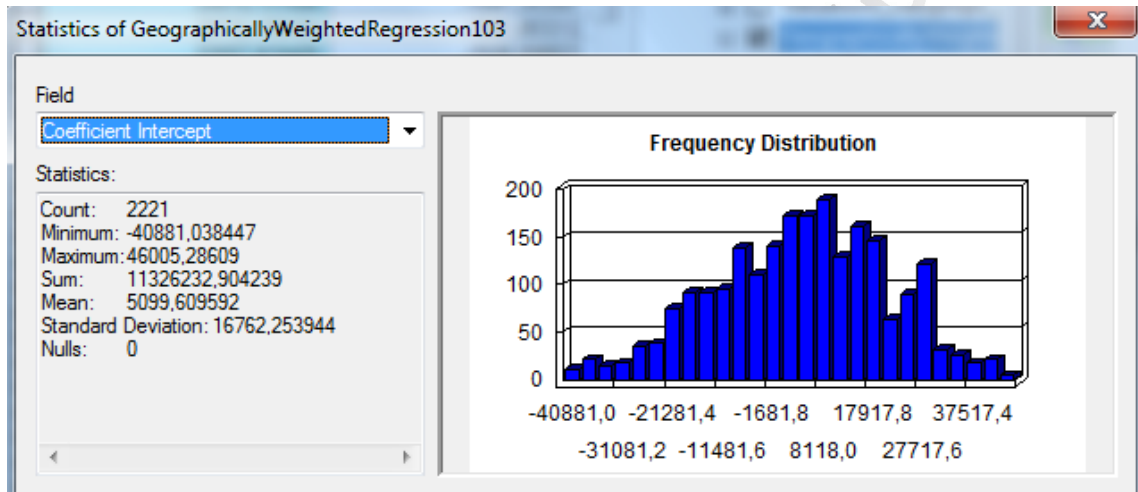 Statistics of GeographicallyWeightedRegression103
Field
Coefficient Intercept
Statistics:
Count: 2221
Minimum: -40881,038447
Maximum: 46005,28609
Sum: 11326232,904239
Mean: 5099,609592
Standard Deviation: 16762,253944
Nulls: 0
Frequency Distribution
200
150
100
50
0
-40881,0 -21281,4 -1681,8 17917,8 37517,4
-31081,2 -11481,6 8118,0 27717,6